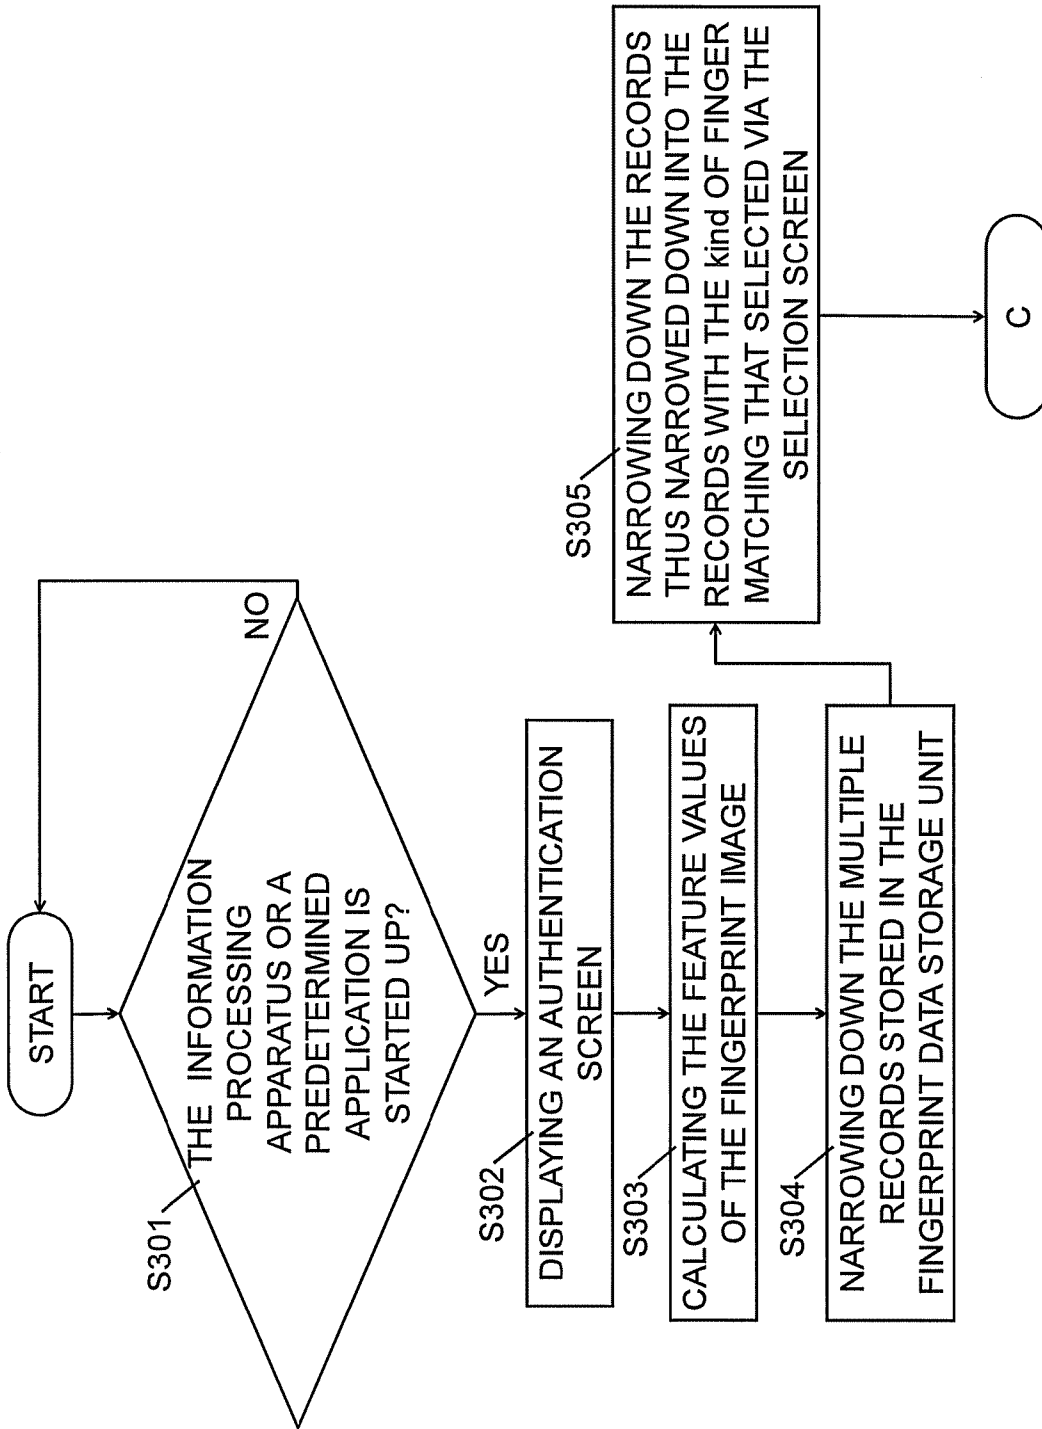 START
S301
THE INFORMATION
PROCESSING
APPARATUS OR A
PREDETERMINED
APPLICATION IS
STARTED UP?
NO
YES
S302
DISPLAYING AN AUTHENTICATION
SCREEN
S303
CALCULATING THE FEATURE VALUES
OF THE FINGERPRINT IMAGE
S304
NARROWING DOWN THE MULTIPLE
RECORDS STORED IN THE
FINGERPRINT DATA STORAGE UNIT
S305
NARROWING DOWN THE RECORDS
THUS NARROWED DOWN INTO THE
RECORDS WITH THE kind OF FINGER
MATCHING THAT SELECTED VIA THE
SELECTION SCREEN
C